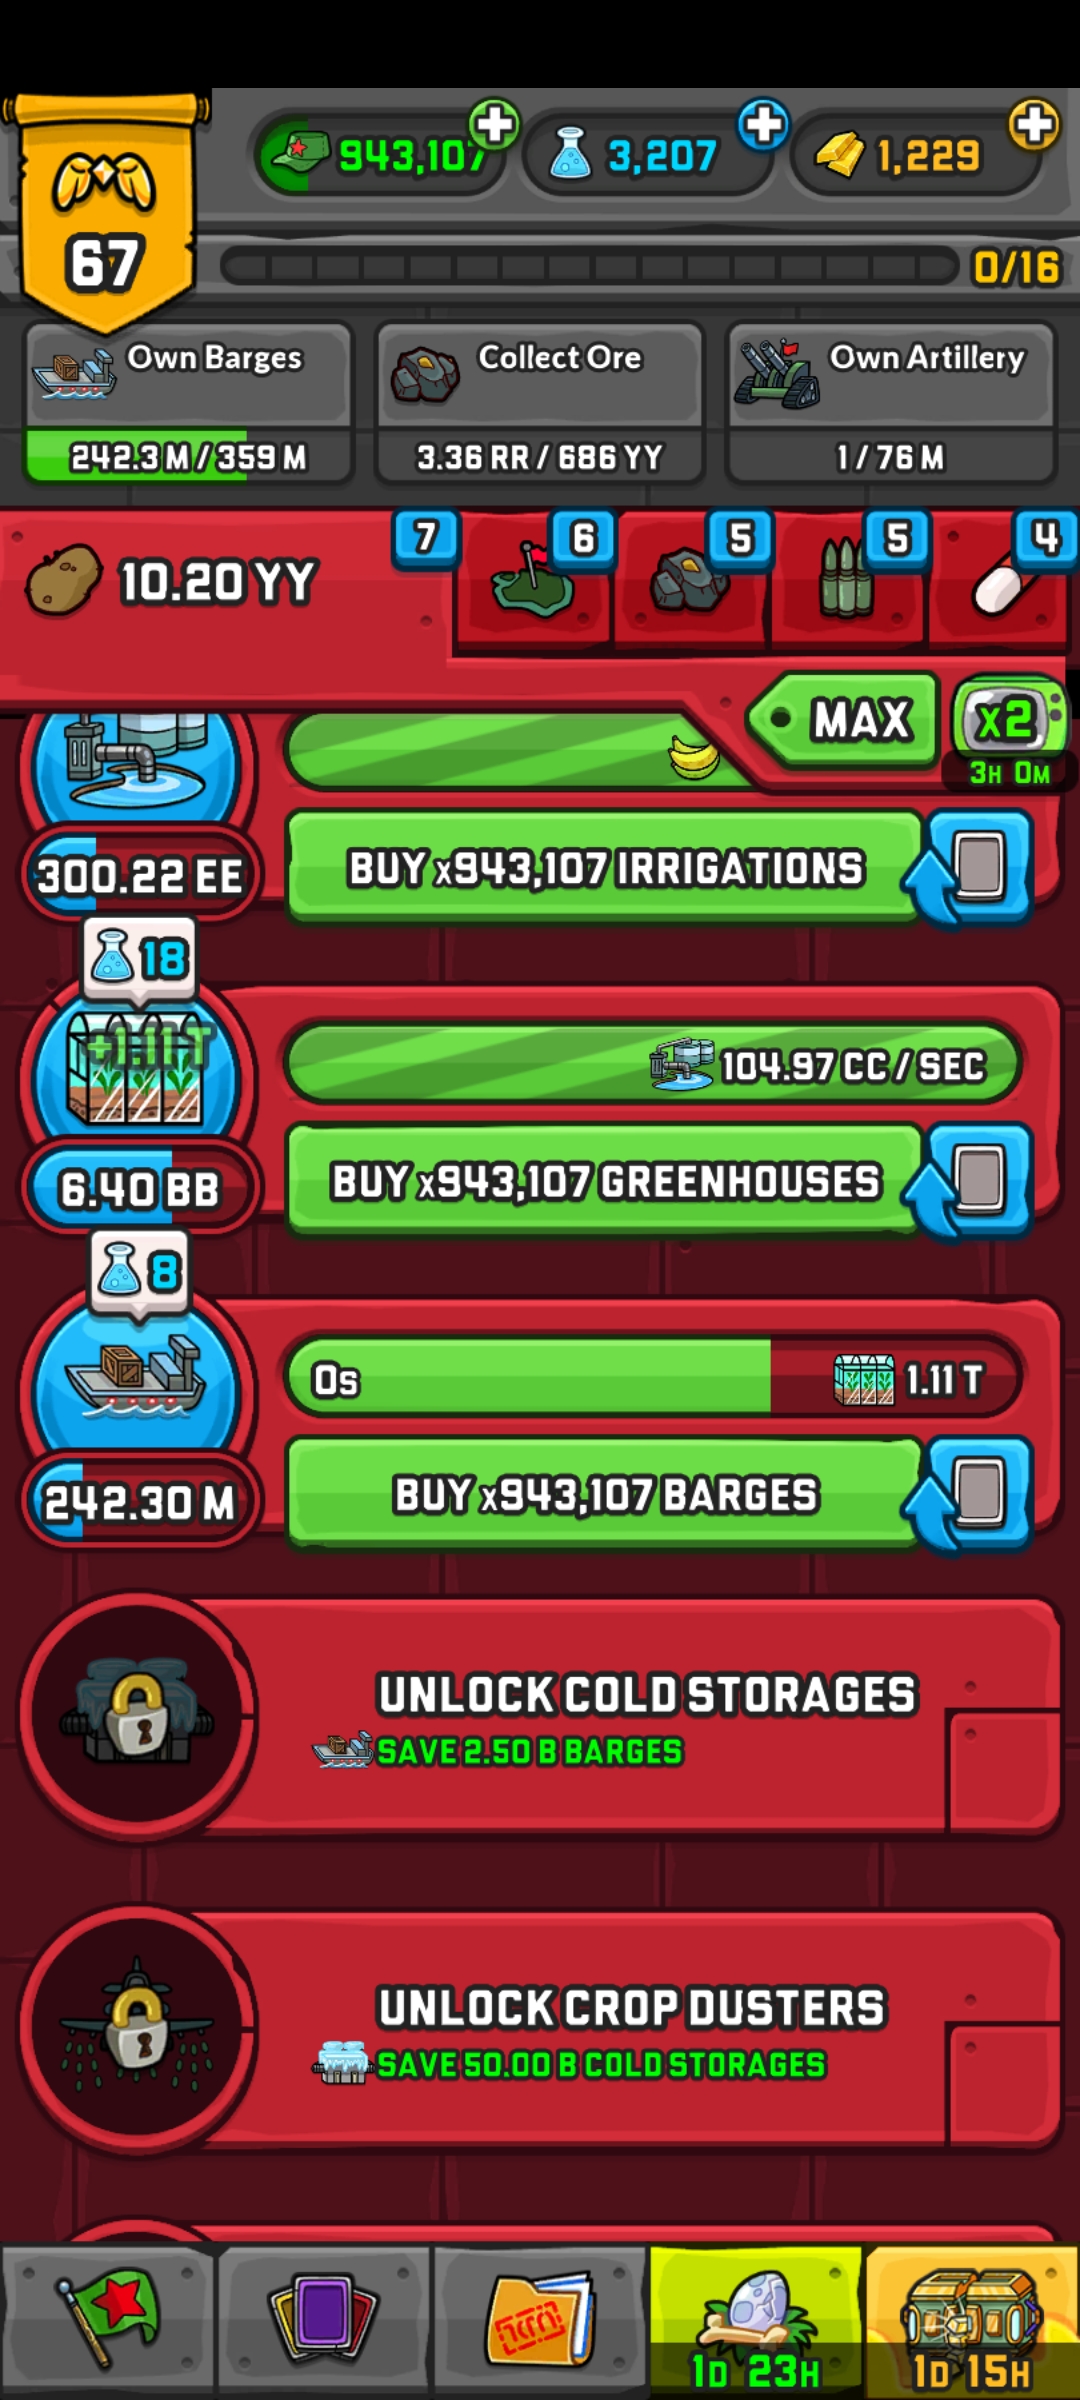 943,107
3,207
1,229
67
0/16
Own Barges
242.3 M / 359 M
Collect Ore
3.36 RR / 686 YY
Own Artillery
1 / 76 M
10.20 YY
7
6
5
5
4
MAX
x2
3H 0M
300.22 EE
BUY x943,107 IRRIGATIONS
18
+1.11 T
104.97 CC / SEC
6.40 BB
BUY x943,107 GREENHOUSES
8
0s
1.11 T
242.30 M
BUY x943,107 BARGES
UNLOCK COLD STORAGES
SAVE 2.50 B BARGES
UNLOCK CROP DUSTERS
SAVE 50.00 B COLD STORAGES
1D 23H
1D 15H